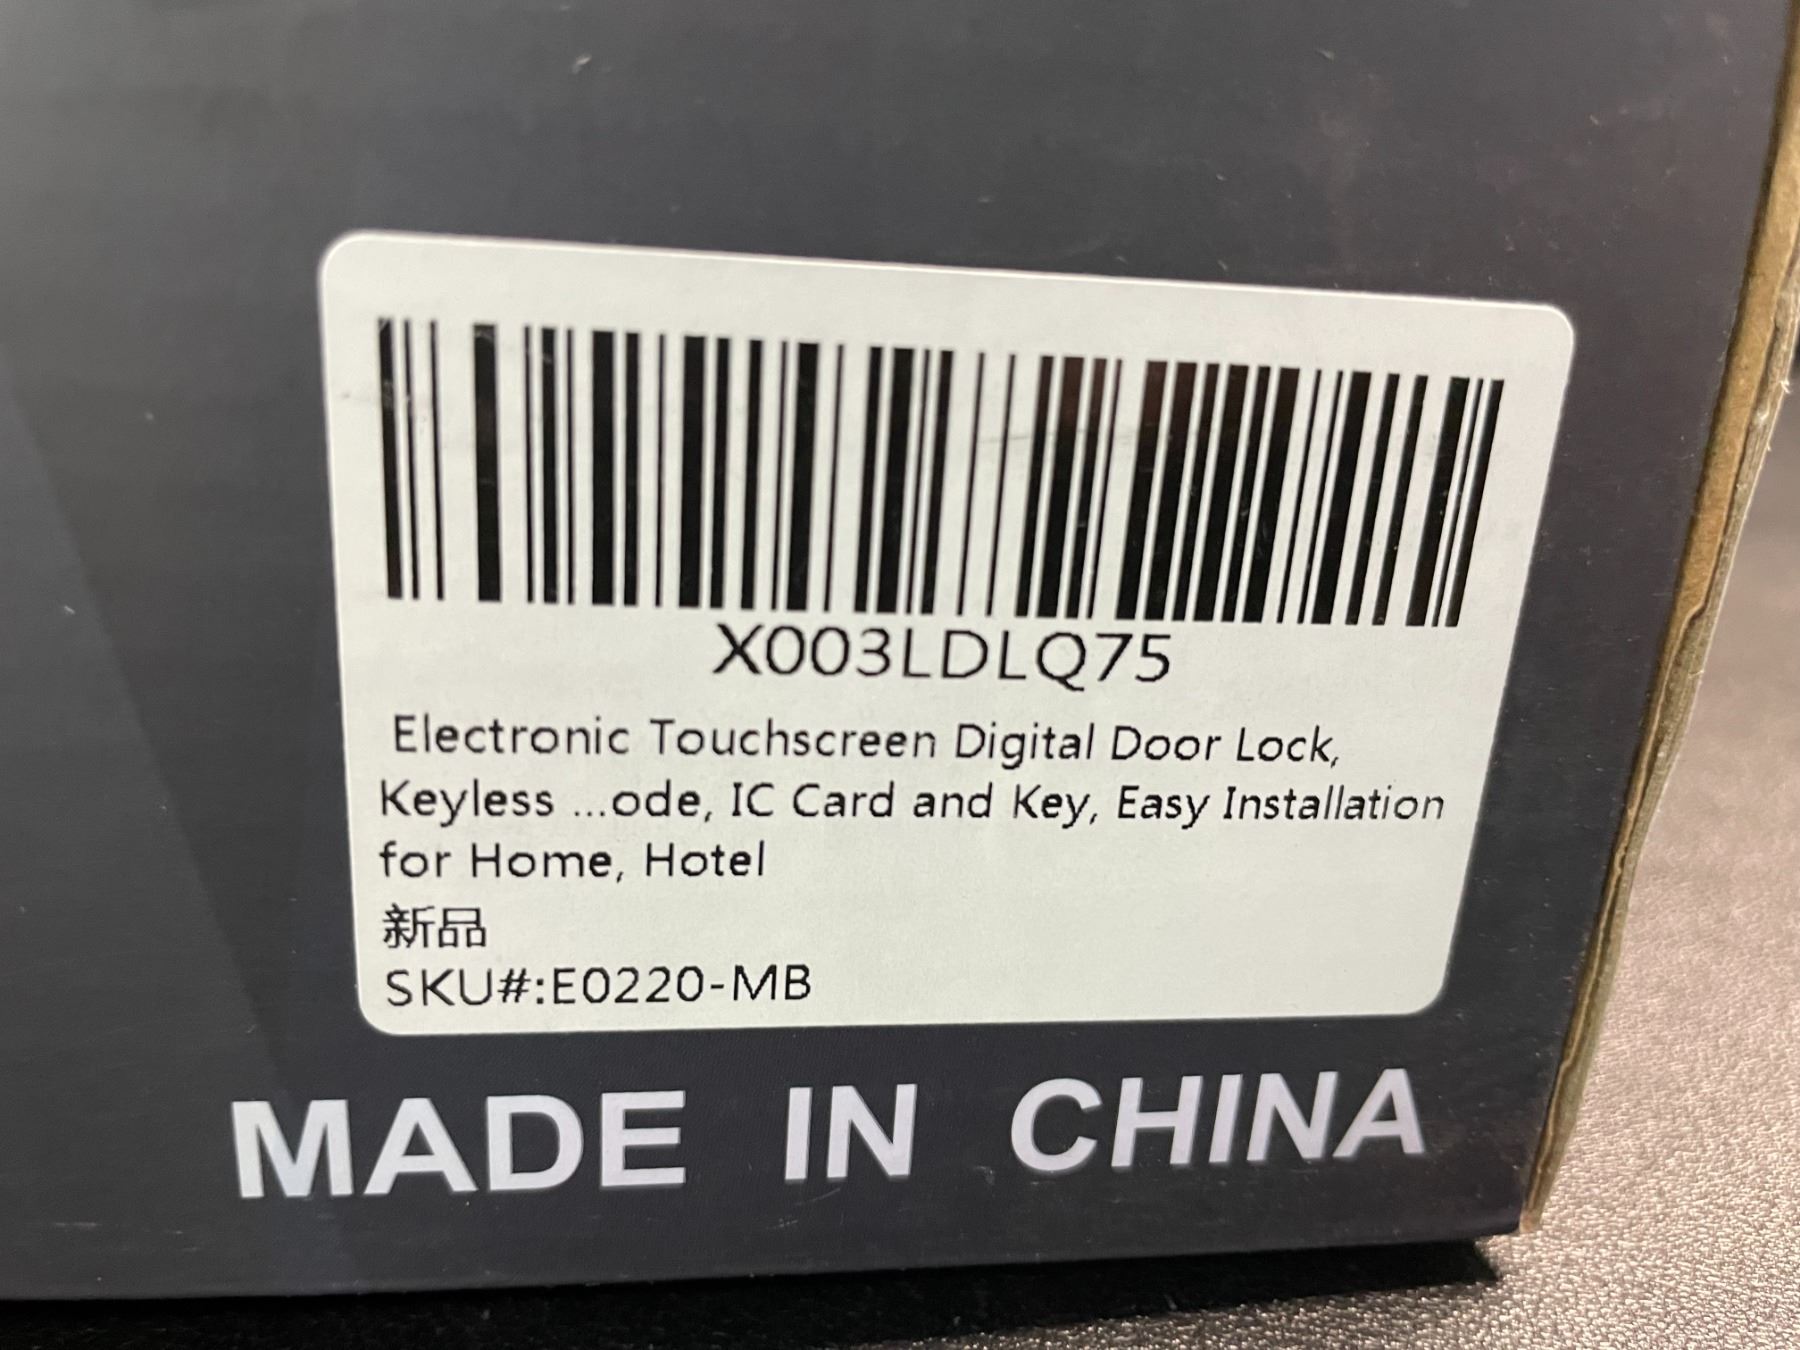 X003LDLQ75
Electronic Touchscreen Digital Door Lock,
Keyless ...ode, IC Card and Key, Easy Installation
for Home, Hotel
新品
SKU#:E0220-MB
MADE IN CHINA